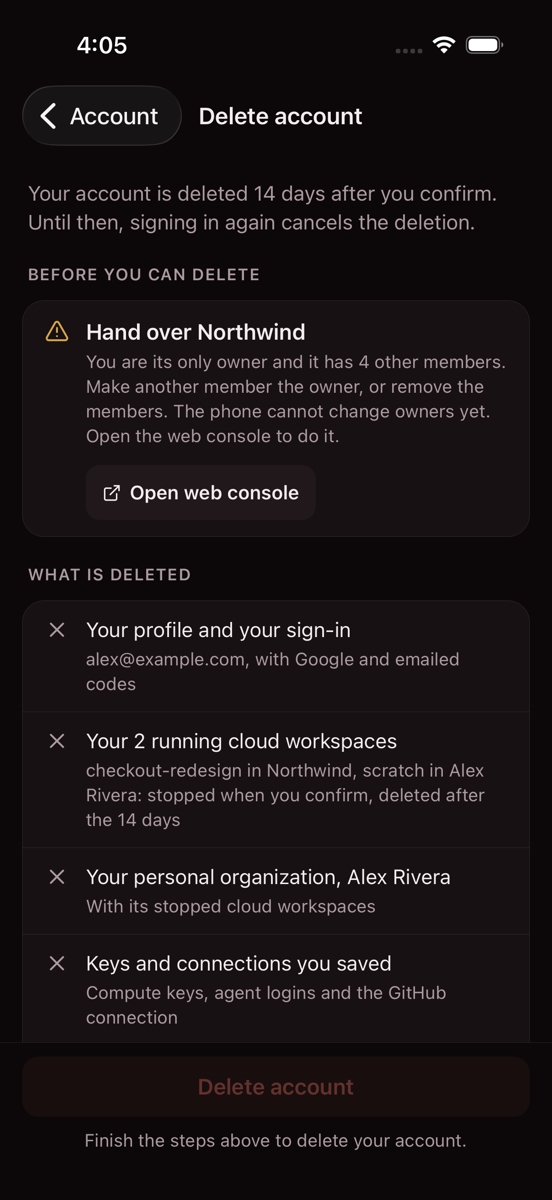 4:05
Account
Delete account
Your account is deleted 14 days after you confirm.
Until then, signing in again cancels the deletion.
BEFORE YOU CAN DELETE
Hand over Northwind
You are its only owner and it has 4 other members.
Make another member the owner, or remove the
members. The phone cannot change owners yet.
Open the web console to do it.
Open web console
WHAT IS DELETED
Your profile and your sign-in
alex@example.com, with Google and emailed
codes
Your 2 running cloud workspaces
checkout-redesign in Northwind, scratch in Alex
Rivera: stopped when you confirm, deleted after
the 14 days
Your personal organization, Alex Rivera
With its stopped cloud workspaces
Keys and connections you saved
Compute keys, agent logins and the GitHub
connection
Delete account
Finish the steps above to delete your account.